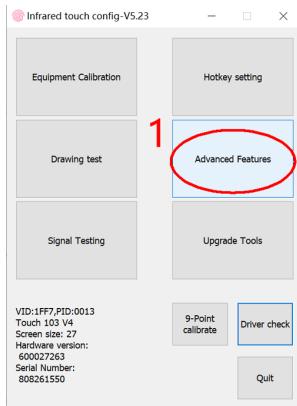 Infrared touch config-V5.23
Equipment Calibration
Hotkey setting
1
Drawing test
Advanced Features
Signal Testing
Upgrade Tools
VID:1FF7,PID:0013
Touch 103 V4
Screen size: 27
Hardware version:
600027263
Serial Number:
808261550
9-Point
calibrate
Driver check
Quit